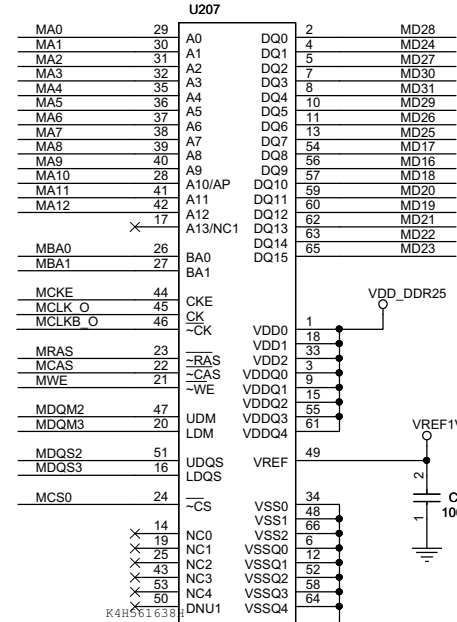 U207
MA0 29 A0 DQ0 2 MD28
MA1 30 A1 DQ1 4 MD24
MA2 31 A2 DQ2 5 MD27
MA3 32 A3 DQ3 7 MD30
MA4 35 A4 DQ4 8 MD31
MA5 36 A5 DQ5 10 MD29
MA6 37 A6 DQ6 11 MD26
MA7 38 A7 DQ7 13 MD25
MA8 39 A8 DQ8 54 MD17
MA9 40 A9 DQ9 56 MD16
MA10 28 A10/AP DQ10 57 MD18
MA11 41 A11 DQ11 59 MD20
MA12 42 A12 DQ12 60 MD19
17 A13/NC1 DQ13 62 MD21
DQ14 63 MD22
MBA0 26 BA0 DQ15 65 MD23
MBA1 27 BA1
MCKE 44 CKE VDD_DDR25
MCLK_O 45 CK
MCLKB_O 46 ~CK VDD0 1
VDD1 18
MRAS 23 ~RAS VDD2 33
MCAS 22 ~CAS VDDQ0 3
MWE 21 ~WE VDDQ1 9
VDDQ2 15
MDQM2 47 UDM VDDQ3 55
MDQM3 20 LDM VDDQ4 61
VREF1V
MDQS2 51 UDQS VREF 49
MDQS3 16 LDQS
2
MCS0 24 ~CS VSS0 34 C
VSS1 48 100
14 NC0 VSS2 66 1
19 NC1 VSSQ0 6
25 NC2 VSSQ1 12
43 NC3 VSSQ2 52
53 NC4 VSSQ3 58
50 DNU1 VSSQ4 64
K4H561638H